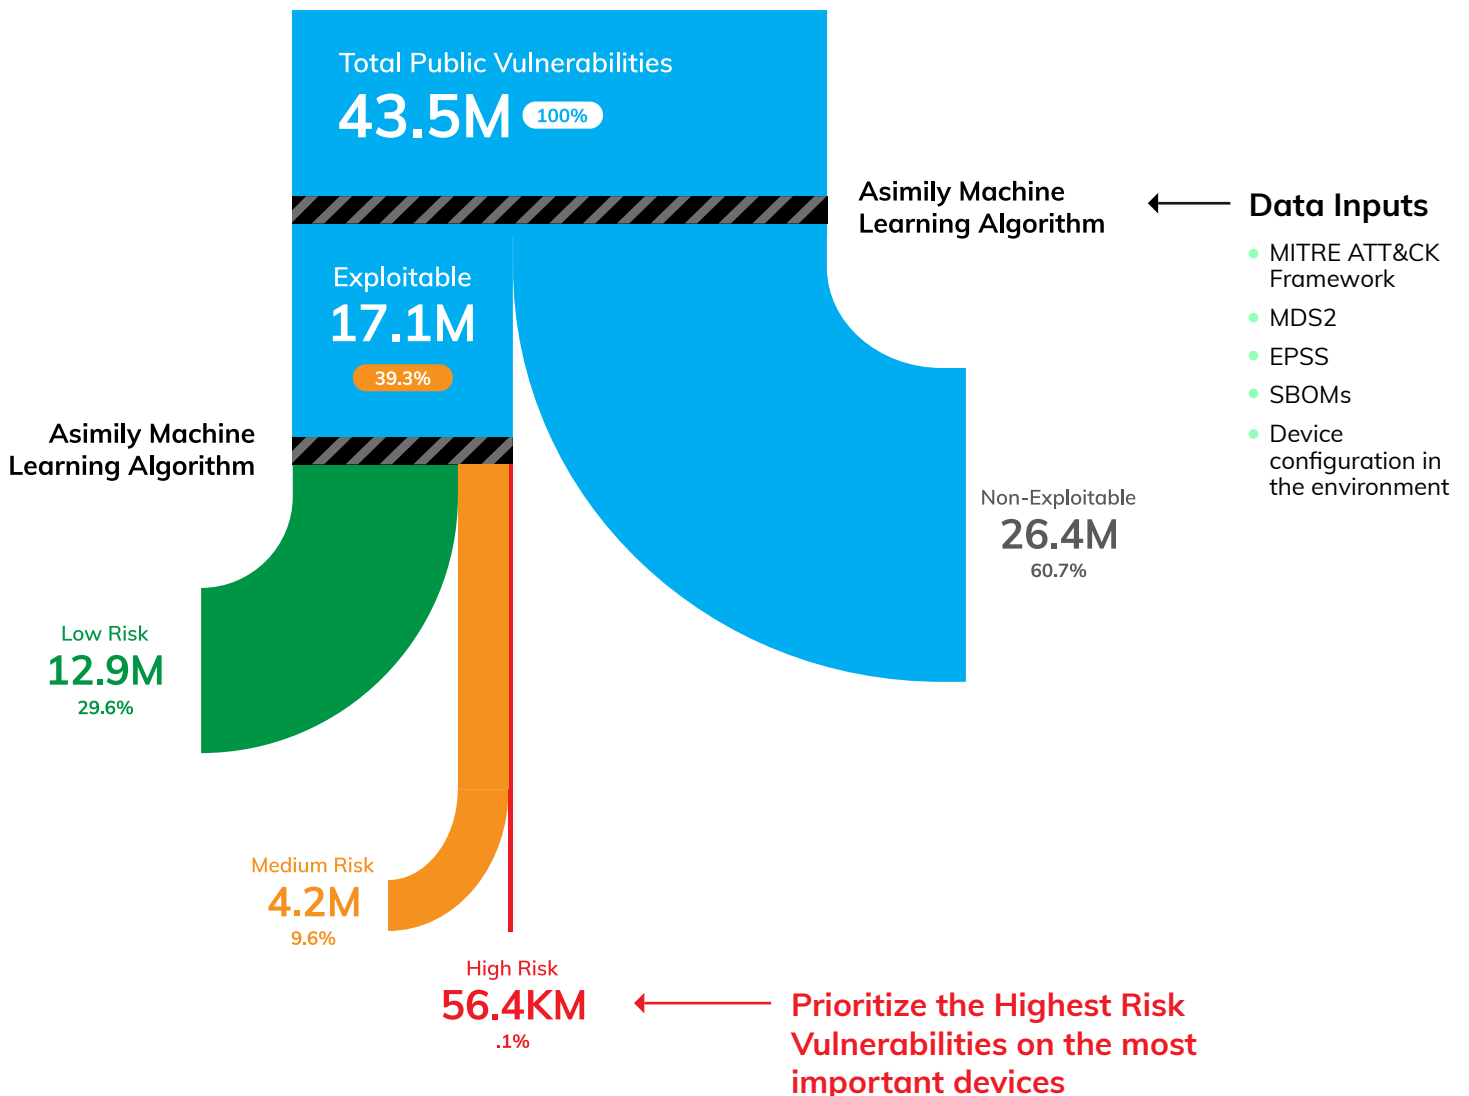 Total Public Vulnerabilities
43.5M 100%
Asimily Machine
Learning Algorithm
Data Inputs
MITRE ATT&CK
Framework
MDS2
EPSS
SBOMs
Device
configuration in
the environment
Exploitable
17.1M
39.3%
Asimily Machine
Learning Algorithm
Non-Exploitable
26.4M
60.7%
Low Risk
12.9M
29.6%
Medium Risk
4.2M
9.6%
High Risk
56.4KM
.1%
Prioritize the Highest Risk
Vulnerabilities on the most
important devices